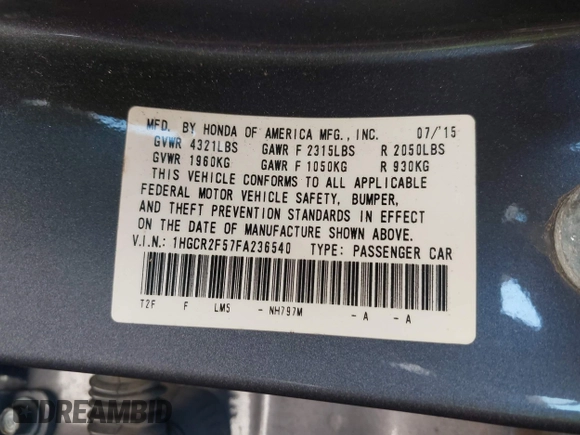 MFD. BY HONDA OF AMERICA MFG., INC. 07/'15
GVWR 4321LBS GAWR F 2315LBS R 2050LBS
GVWR 1960KG GAWR F 1050KG R 930KG
THIS VEHICLE CONFORMS TO ALL APPLICABLE
FEDERAL MOTOR VEHICLE SAFETY, BUMPER,
AND THEFT PREVENTION STANDARDS IN EFFECT
ON THE DATE OF MANUFACTURE SHOWN ABOVE.
V.I.N.: 1HGCR2F57FA236540 TYPE: PASSENGER CAR
T2F F LM5 - NH797M - A - A
DREAMBID